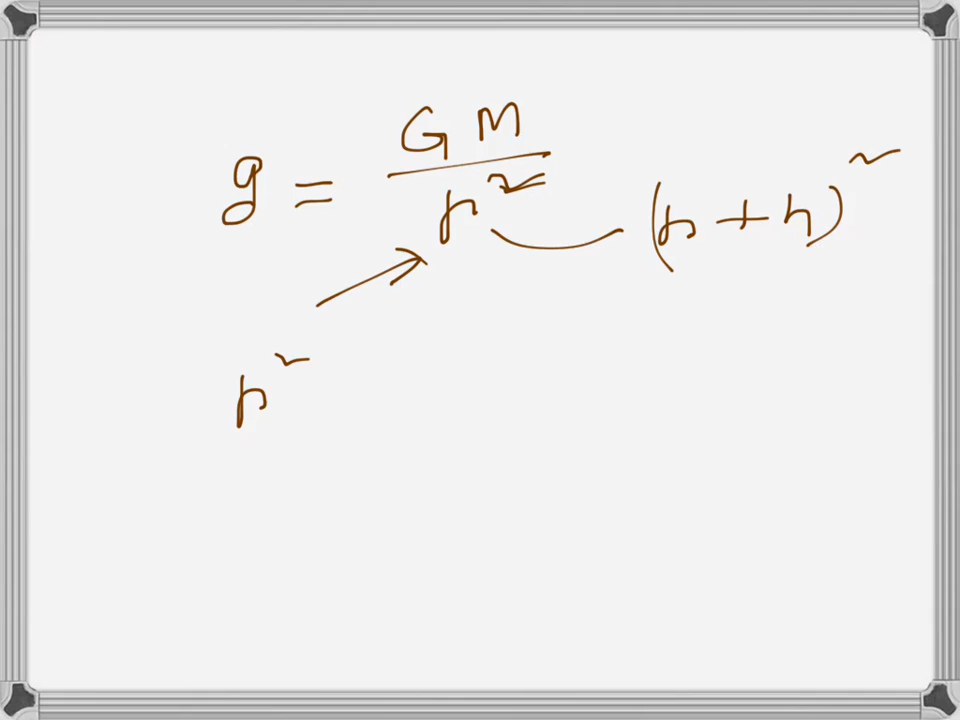 g = GM / r² (r + h)²
r²